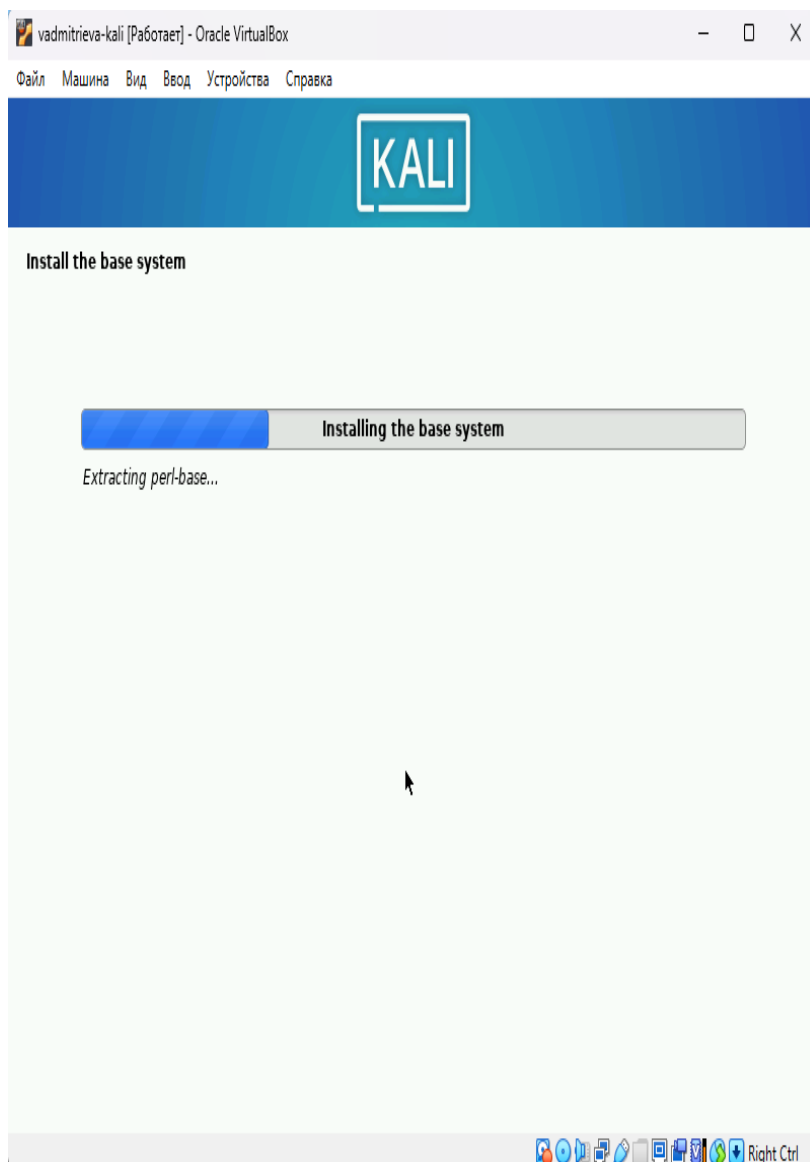 vadmitrieva-kali [Работает] - Oracle VirtualBox
Файл Машина Вид Ввод Устройства Справка
KALI
Install the base system
Installing the base system
Extracting perl-base...
Right Ctrl